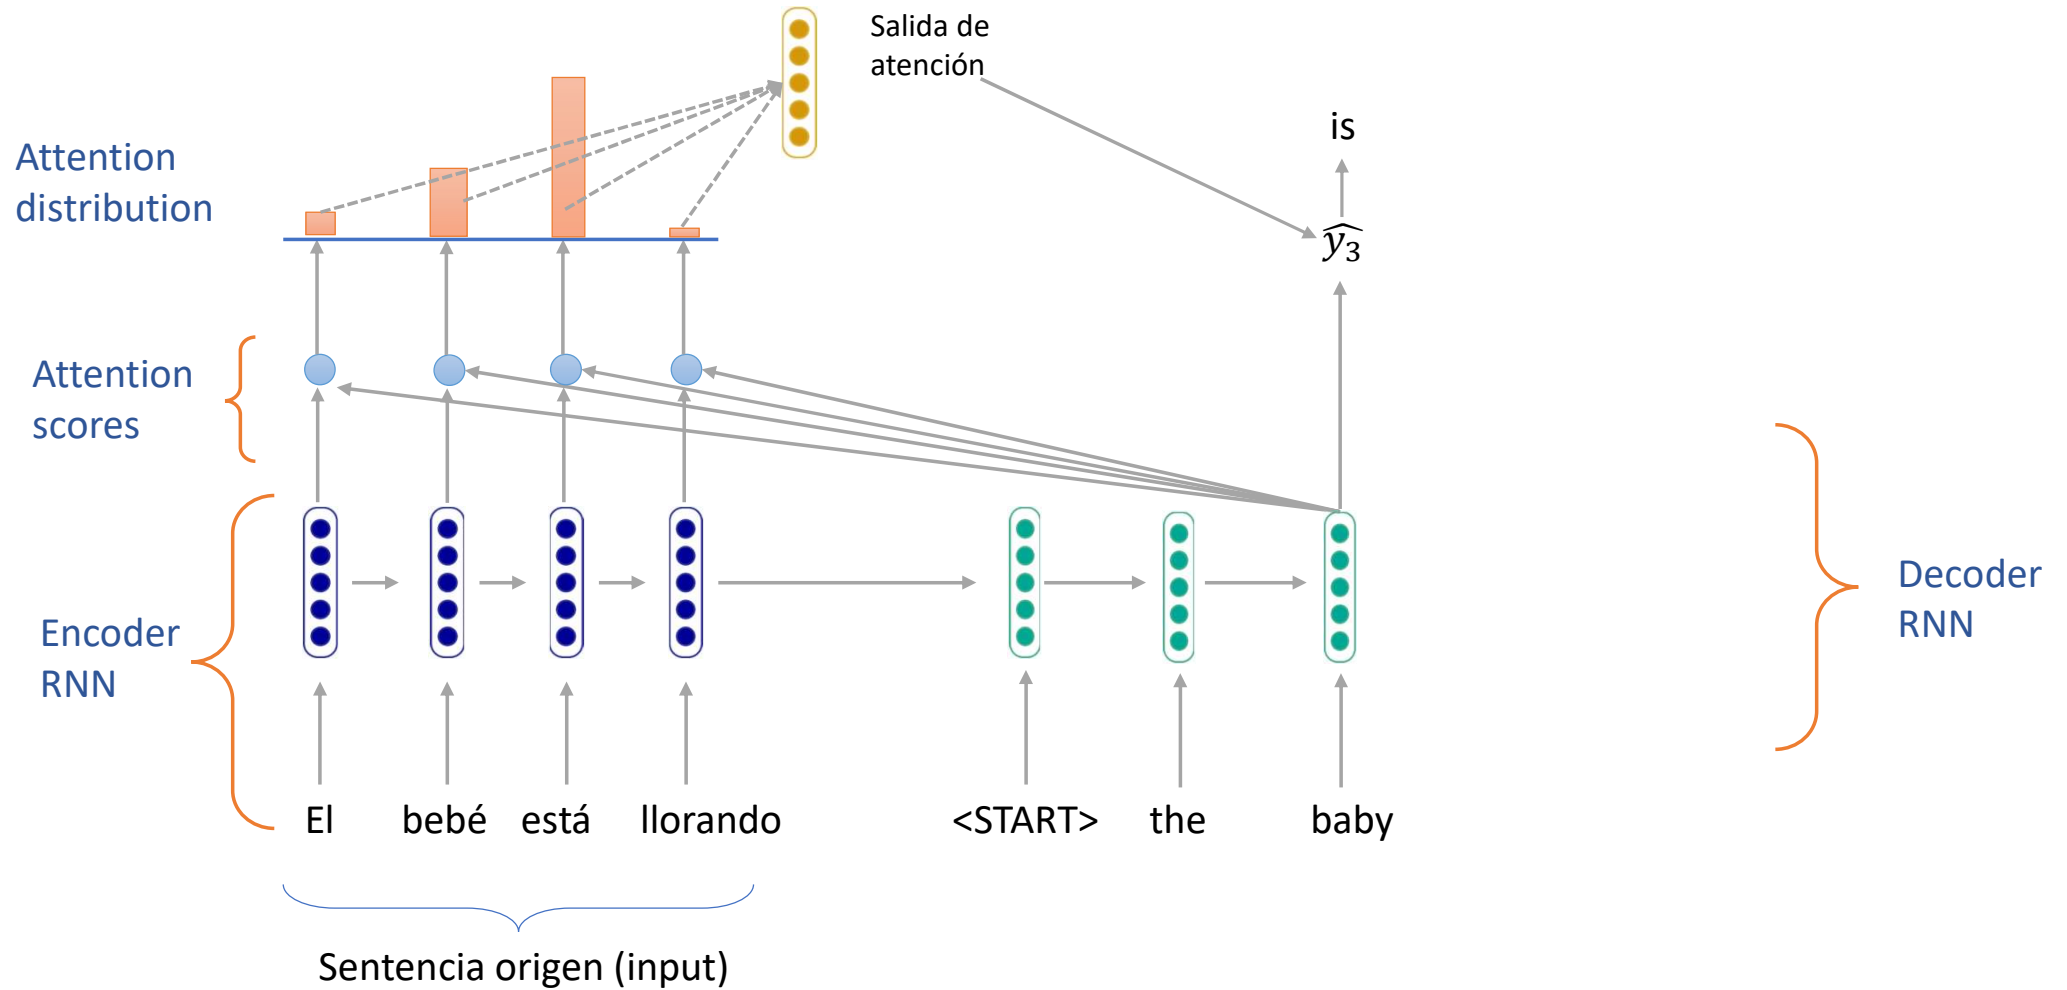 Salida de
atención
is
Attention
distribution
ŷ₃
Attention
scores
Encoder
RNN
Decoder
RNN
El bebé está llorando <START> the baby
Sentencia origen (input)